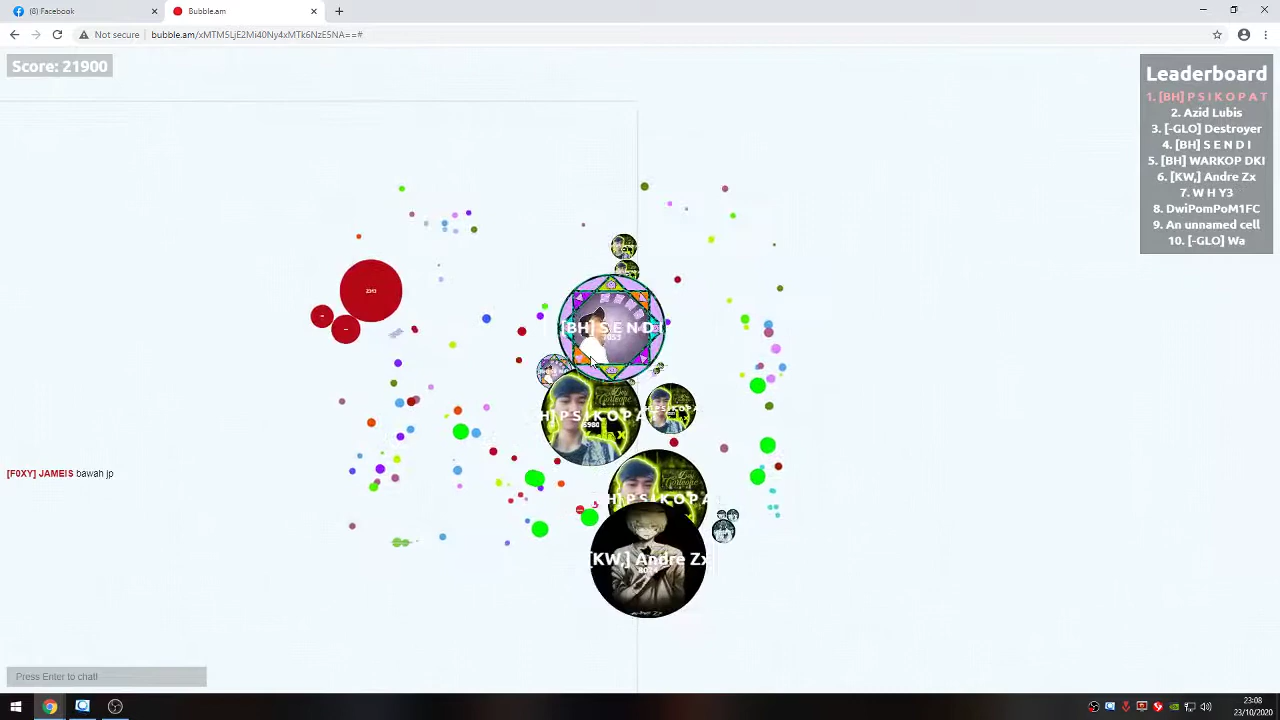 (8) Facebook
Bubble.am
Not secure
bubble.am/xMTM5LjE2Mi40Ny4xMTk6NzE5NA==#
Score: 21900
Leaderboard
1. [BH] P S I K O P A T
2. Azid Lubis
3. [-GLO] Destroyer
4. [BH] S E N D I
5. [BH] WARKOP DKI
6. [KW,] Andre Zx
7. W H Y3
8. DwiPomPoM1FC
9. An unnamed cell
10. [-GLO] Wa
[BH] S E N D I
7053
H] P S I K O P A T
5980
H] P S I K O P A
[KW,] Andre Zx
[F0XY] JAMEIS bawah jp
Press Enter to chat!
23:08
23/10/2020